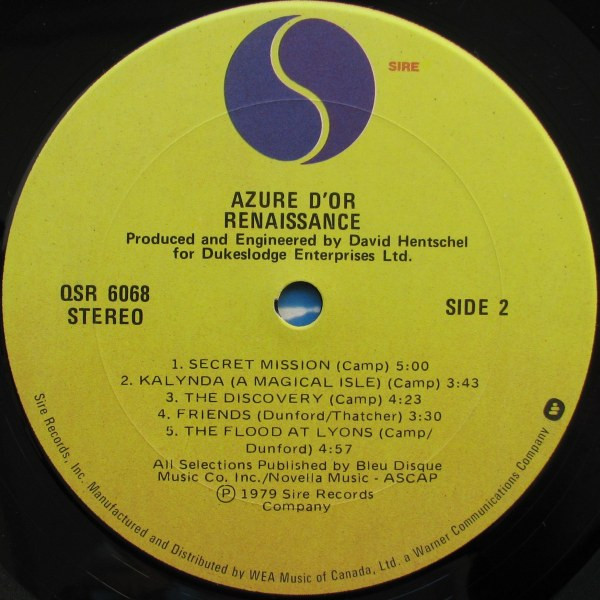 SIRE
AZURE D'OR
RENAISSANCE
Produced and Engineered by David Hentschel
for Dukeslodge Enterprises Ltd.
QSR 6068
STEREO
SIDE 2
1. SECRET MISSION (Camp) 5:00
2. KALYNDA (A MAGICAL ISLE) (Camp) 3:43
3. THE DISCOVERY (Camp) 4:23
4. FRIENDS (Dunford/Thatcher) 3:30
5. THE FLOOD AT LYONS (Camp/
Dunford) 4:57
All Selections Published by Bleu Disque
Music Co. Inc./Novella Music - ASCAP
Ⓟ 1979 Sire Records
Company
Sire Records, Inc. Manufactured and Distributed by WEA Music of Canada, Ltd. a Warner Communications Company